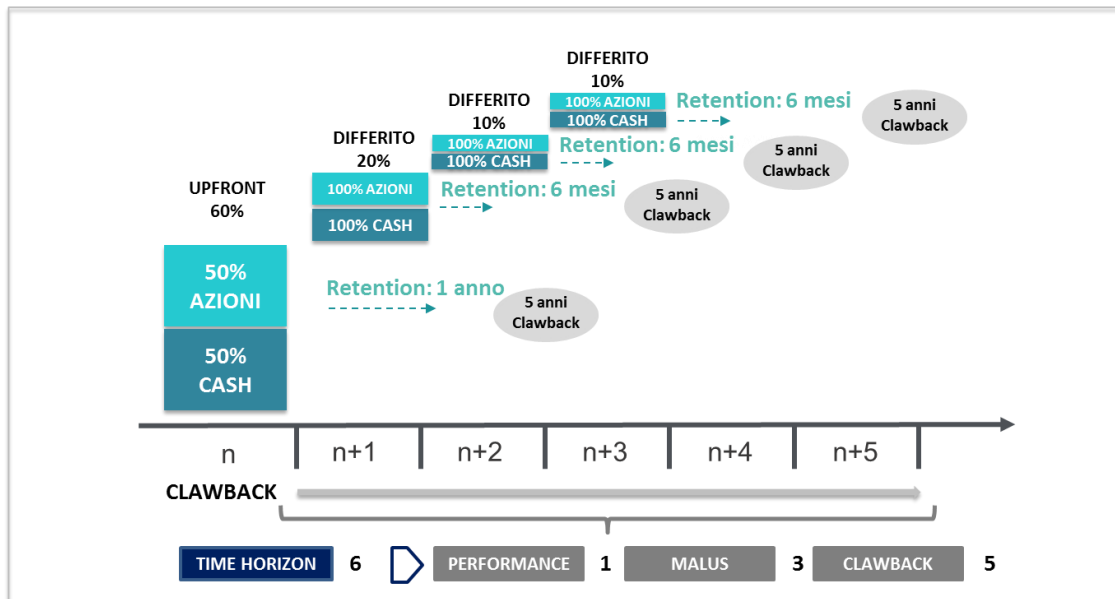 DIFFERITO
10%
100% AZIONI
100% CASH
Retention: 6 mesi
5 anni
Clawback
DIFFERITO
10%
100% AZIONI
100% CASH
Retention: 6 mesi
5 anni
Clawback
DIFFERITO
20%
100% AZIONI
100% CASH
Retention: 6 mesi
5 anni
Clawback
UPFRONT
60%
50%
AZIONI
50%
CASH
Retention: 1 anno
5 anni
Clawback
n n+1 n+2 n+3 n+4 n+5
CLAWBACK
TIME HORIZON 6 PERFORMANCE 1 MALUS 3 CLAWBACK 5